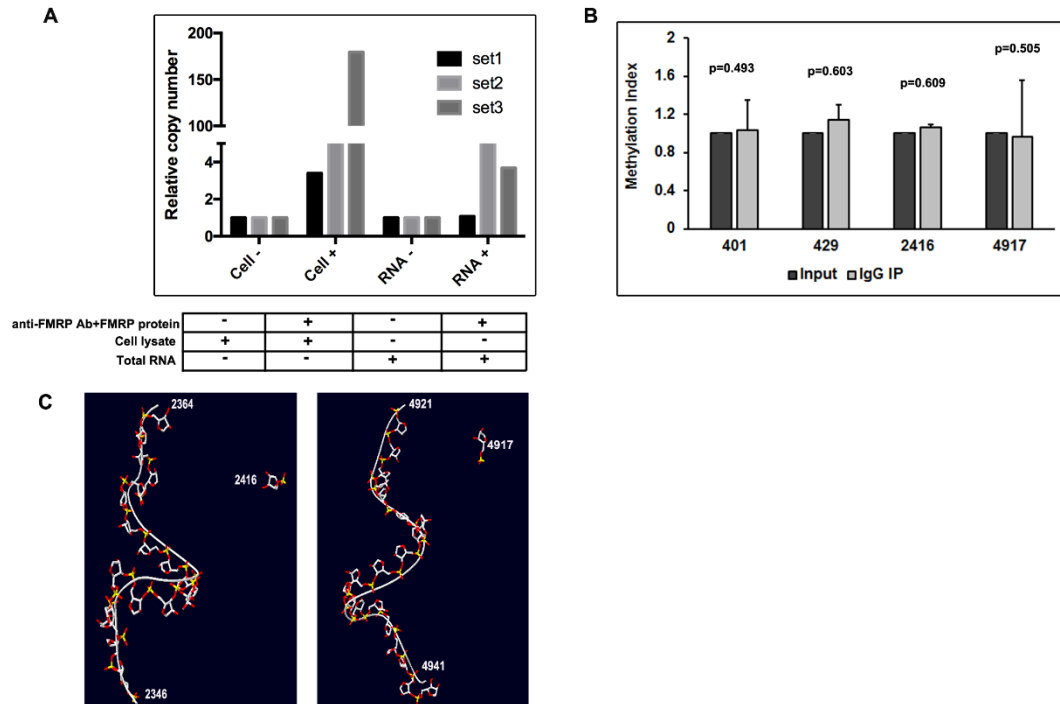 A
Relative copy number
200
150
100
4
2
0
set1
set2
set3
Cell - Cell + RNA - RNA +
anti-FMRP Ab+FMRP protein - + - +
Cell lysate + + - -
Total RNA - - + +
B
Methylation Index
2
1.6
1.2
0.8
0.4
0
p=0.493
p=0.603
p=0.609
p=0.505
401 429 2416 4917
Input IgG IP
C
2364
2416
2346
4921
4917
4941